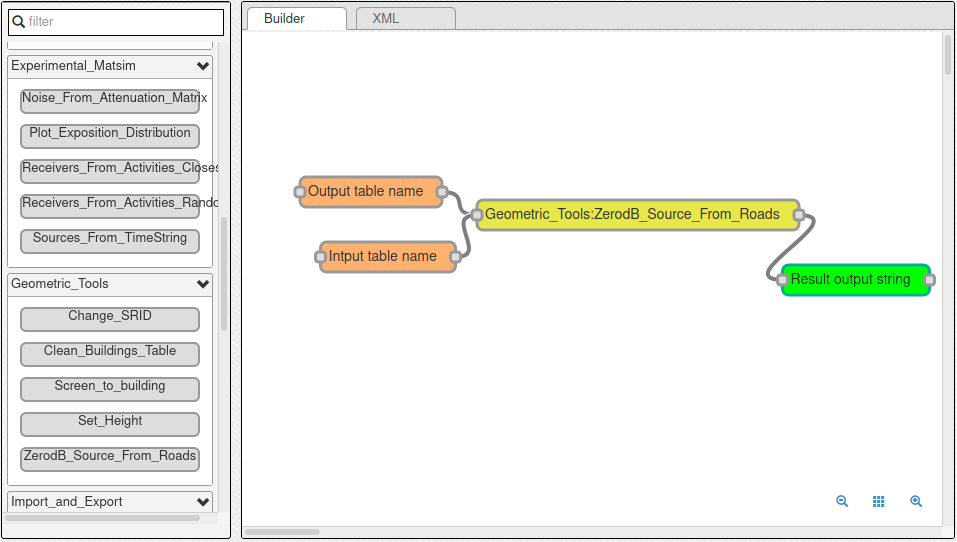 filter
Experimental_Matsim
Noise_From_Attenuation_Matrix
Plot_Exposition_Distribution
Receivers_From_Activities_Closes
Receivers_From_Activities_Rando
Sources_From_TimeString
Geometric_Tools
Change_SRID
Clean_Buildings_Table
Screen_to_building
Set_Height
ZerodB_Source_From_Roads
Import_and_Export
Builder
XML
Output table name
Geometric_Tools:ZerodB_Source_From_Roads
Intput table name
Result output string